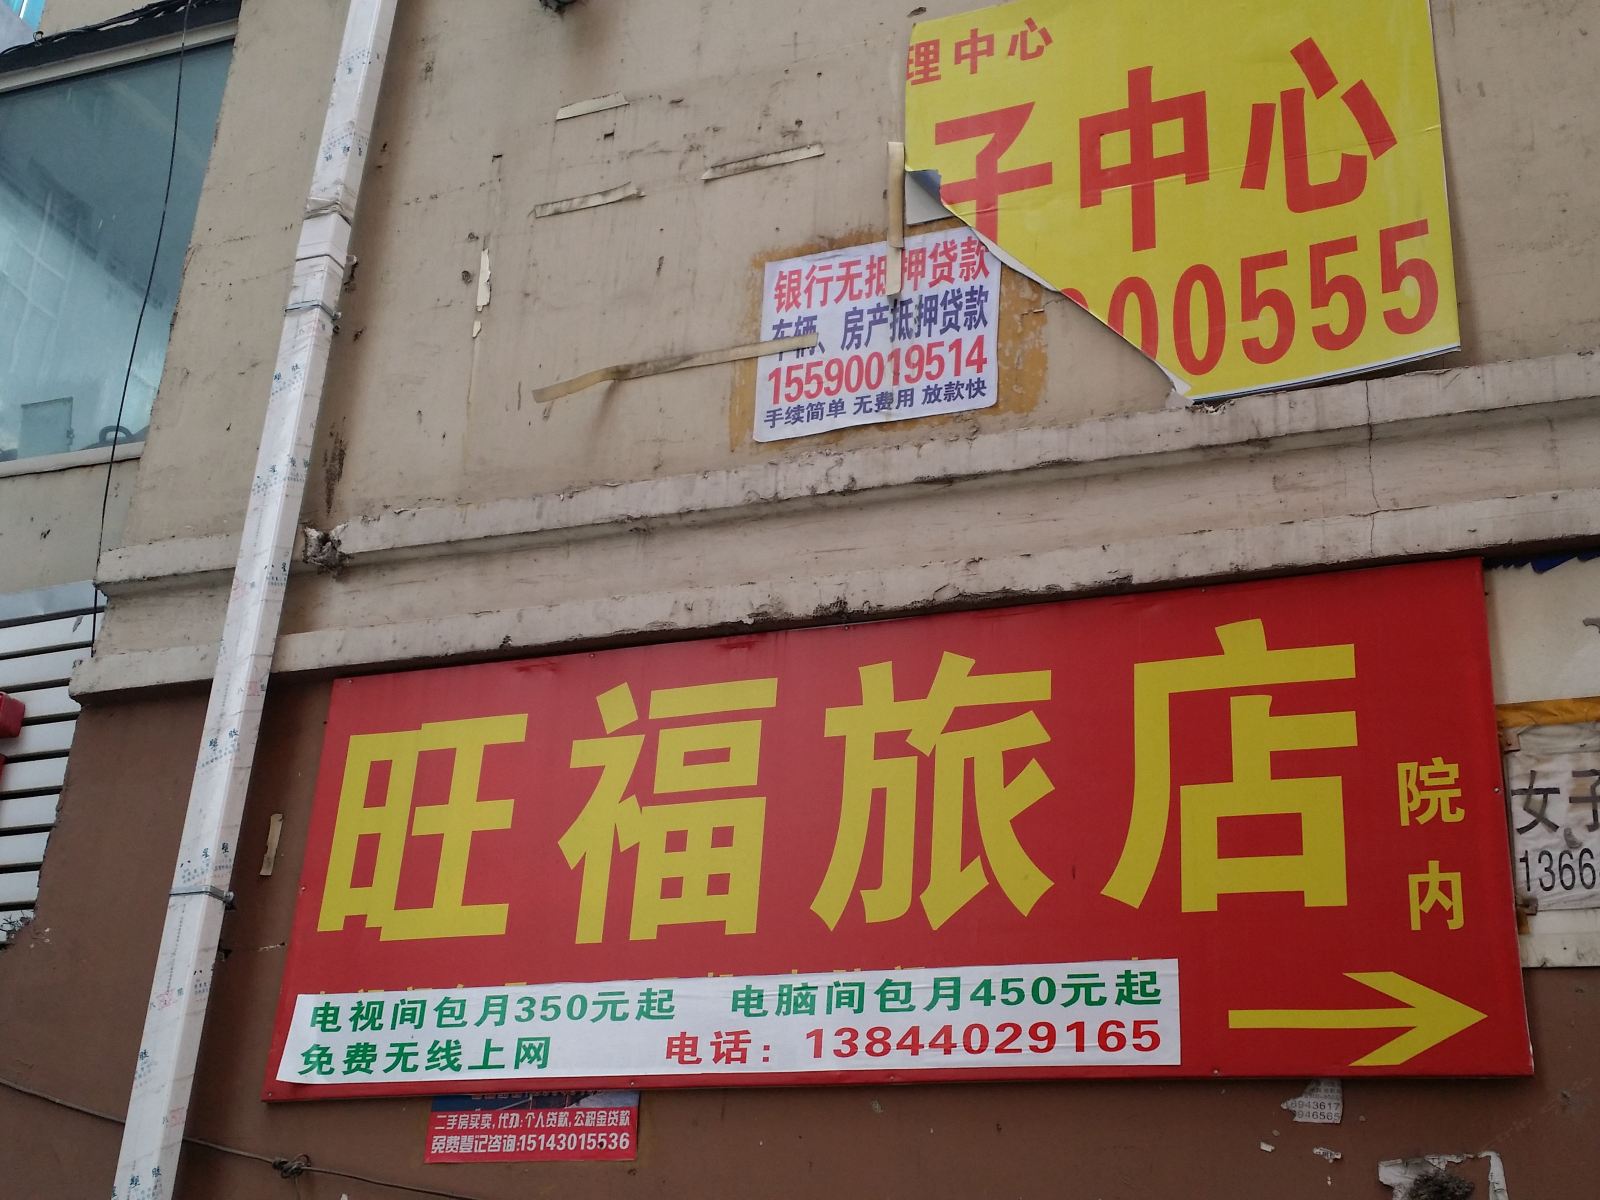 理中心
子中心
00555
银行无抵押贷款
车辆、房产抵押贷款
15590019514
手续简单 无费用 放款快
旺福旅店
院内
电视间包月350元起 电脑间包月450元起
免费无线上网 电话：13844029165
女子
1366
二手房买卖,代办:个人贷款,公积金贷款
免费登记咨询:15143015536